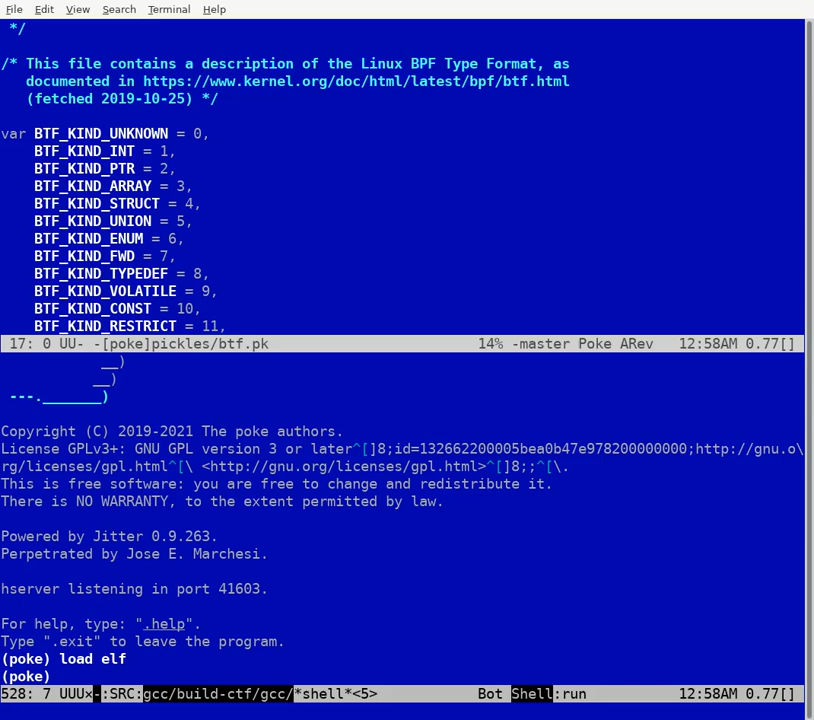 File Edit View Search Terminal Help
*/
/* This file contains a description of the Linux BPF Type Format, as
documented in https://www.kernel.org/doc/html/latest/bpf/btf.html
(fetched 2019-10-25) */
var BTF_KIND_UNKNOWN = 0,
BTF_KIND_INT = 1,
BTF_KIND_PTR = 2,
BTF_KIND_ARRAY = 3,
BTF_KIND_STRUCT = 4,
BTF_KIND_UNION = 5,
BTF_KIND_ENUM = 6,
BTF_KIND_FWD = 7,
BTF_KIND_TYPEDEF = 8,
BTF_KIND_VOLATILE = 9,
BTF_KIND_CONST = 10,
BTF_KIND_RESTRICT = 11,
17: 0 UU- -[poke]pickles/btf.pk 14% -master Poke ARev 12:58AM 0.77[]
__)
__)
---._______)
Copyright (C) 2019-2021 The poke authors.
License GPLv3+: GNU GPL version 3 or later^[]8;id=132662200005bea0b47e978200000000;http://gnu.o\
rg/licenses/gpl.html^[\ <http://gnu.org/licenses/gpl.html>^[]8;;^[\.
This is free software: you are free to change and redistribute it.
There is NO WARRANTY, to the extent permitted by law.
Powered by Jitter 0.9.263.
Perpetrated by Jose E. Marchesi.
hserver listening in port 41603.
For help, type: ".help".
Type ".exit" to leave the program.
(poke) load elf
(poke)
528: 7 UUU×-:SRC:gcc/build-ctf/gcc/*shell*<5> Bot Shell:run 12:58AM 0.77[]